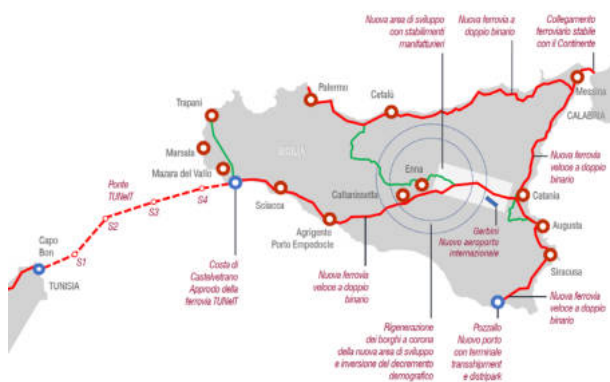 Nuova area di sviluppo
con stabilimenti
manifatturieri
Nuova ferrovia a
doppio binario
Collegamento
ferroviario stabile
con il Continente
Palermo
Cefalù
Messina
CALABRIA
Trapani
SICILIA
Marsala
Mazara del Vallo
Enna
Caltanissetta
Nuova ferrovia
veloce a doppio
binario
Ponte
TUNeIT
S4
S3
S2
S1
Sciacca
Catania
Capo
Bon
TUNISIA
Agrigento
Porto Empedocle
Gerbini
Nuovo aeroporto
internazionale
Augusta
Siracusa
Costa di
Castelvetrano
Approdo della
ferrovia TUNeIT
Nuova ferrovia
veloce a doppio
binario
Nuova ferrovia
veloce a doppio
binario
Rigenerazione
dei borghi a corona
della nuova area di sviluppo
e inversione del decremento
demografico
Pozzallo
Nuovo porto
con terminale
transshipment
e distripark